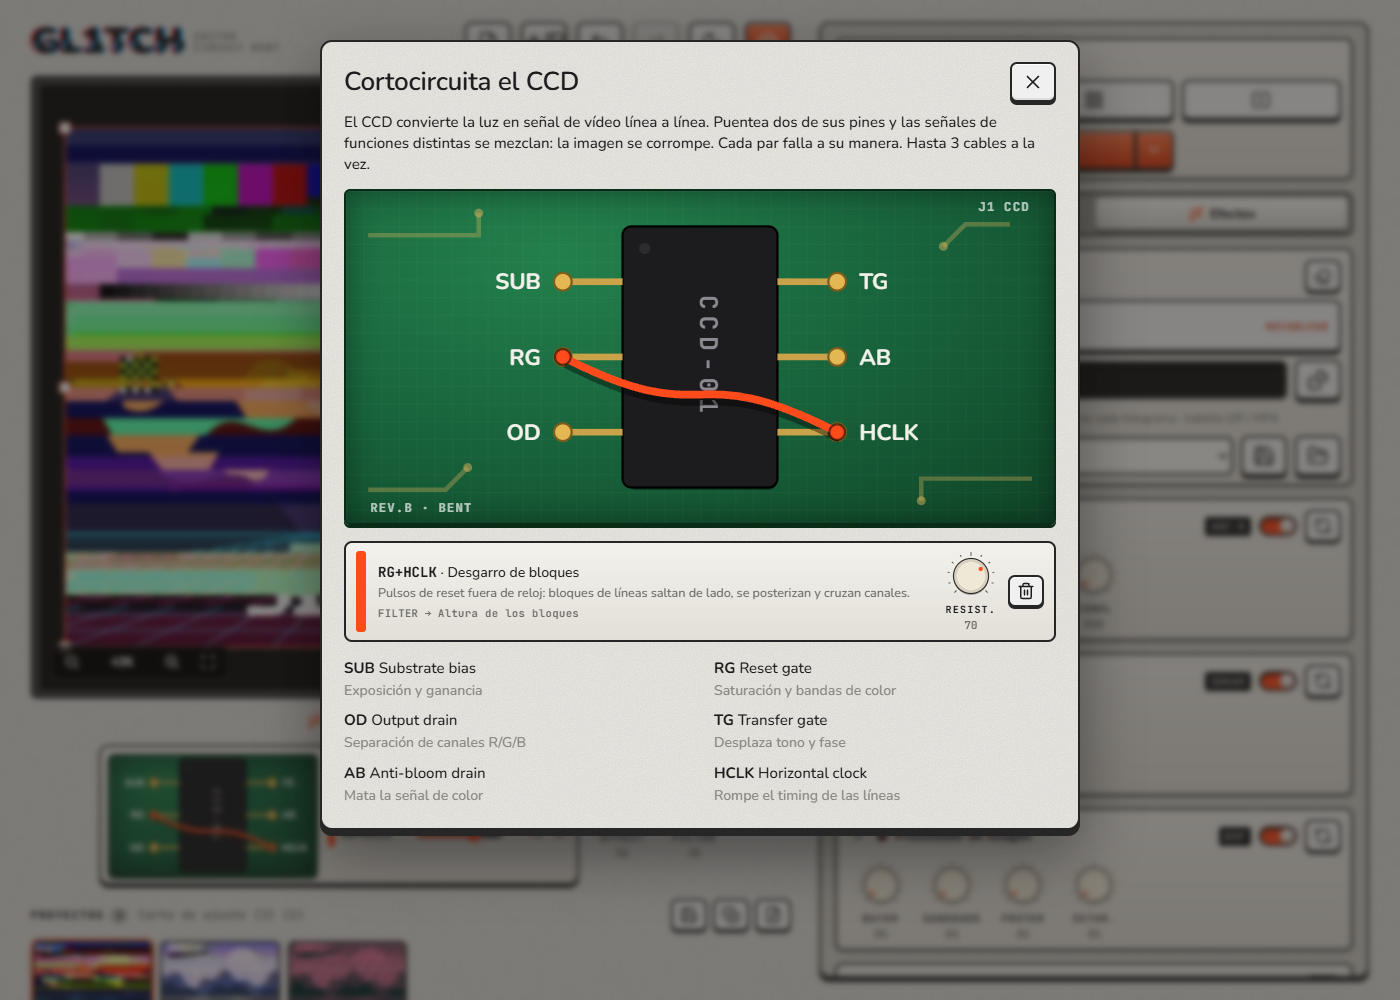 GL1TCH
Cortocircuita el CCD
El CCD convierte la luz en señal de vídeo línea a línea. Puentea dos de sus pines y las señales de
funciones distintas se mezclan: la imagen se corrompe. Cada par falla a su manera. Hasta 3 cables a la
vez.
J1 CCD
SUB
TG
RG
AB
OD
HCLK
CCD-01
REV.B · BENT
RG+HCLK · Desgarro de bloques
Pulsos de reset fuera de reloj: bloques de líneas saltan de lado, se posterizan y cruzan canales.
FILTER → Altura de los bloques
RESIST.
70
SUB Substrate bias
Exposición y ganancia
RG Reset gate
Saturación y bandas de color
OD Output drain
Separación de canales R/G/B
TG Transfer gate
Desplaza tono y fase
AB Anti-bloom drain
Mata la señal de color
HCLK Horizontal clock
Rompe el timing de las líneas
Efectos
PROYECTOS